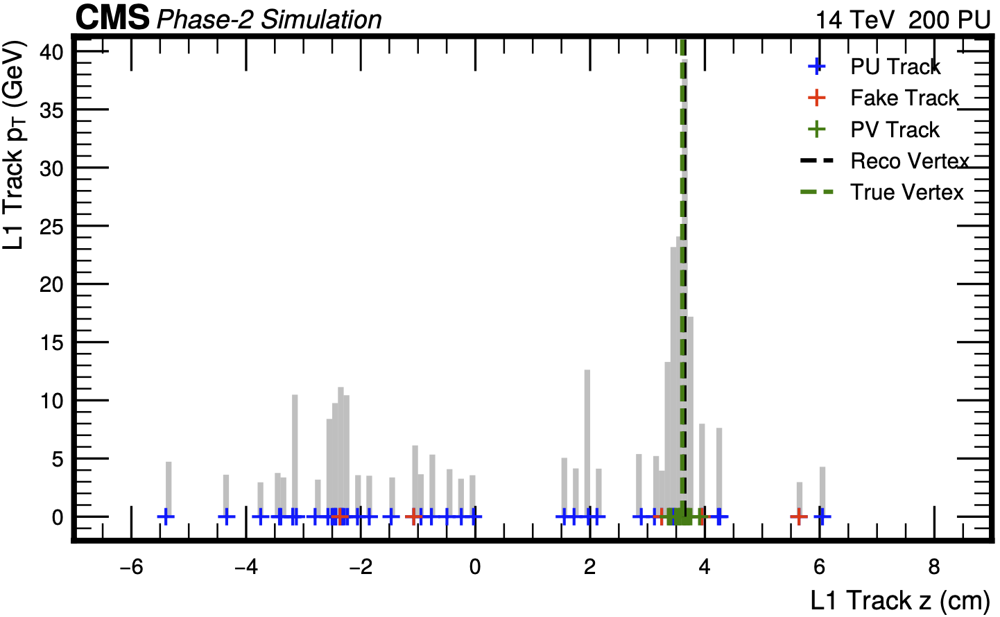 CMS Phase-2 Simulation
14 TeV 200 PU
L1 Track pT (GeV)
40
35
30
25
20
15
10
5
0
PU Track
Fake Track
PV Track
Reco Vertex
True Vertex
−6 −4 −2 0 2 4 6 8
L1 Track z (cm)